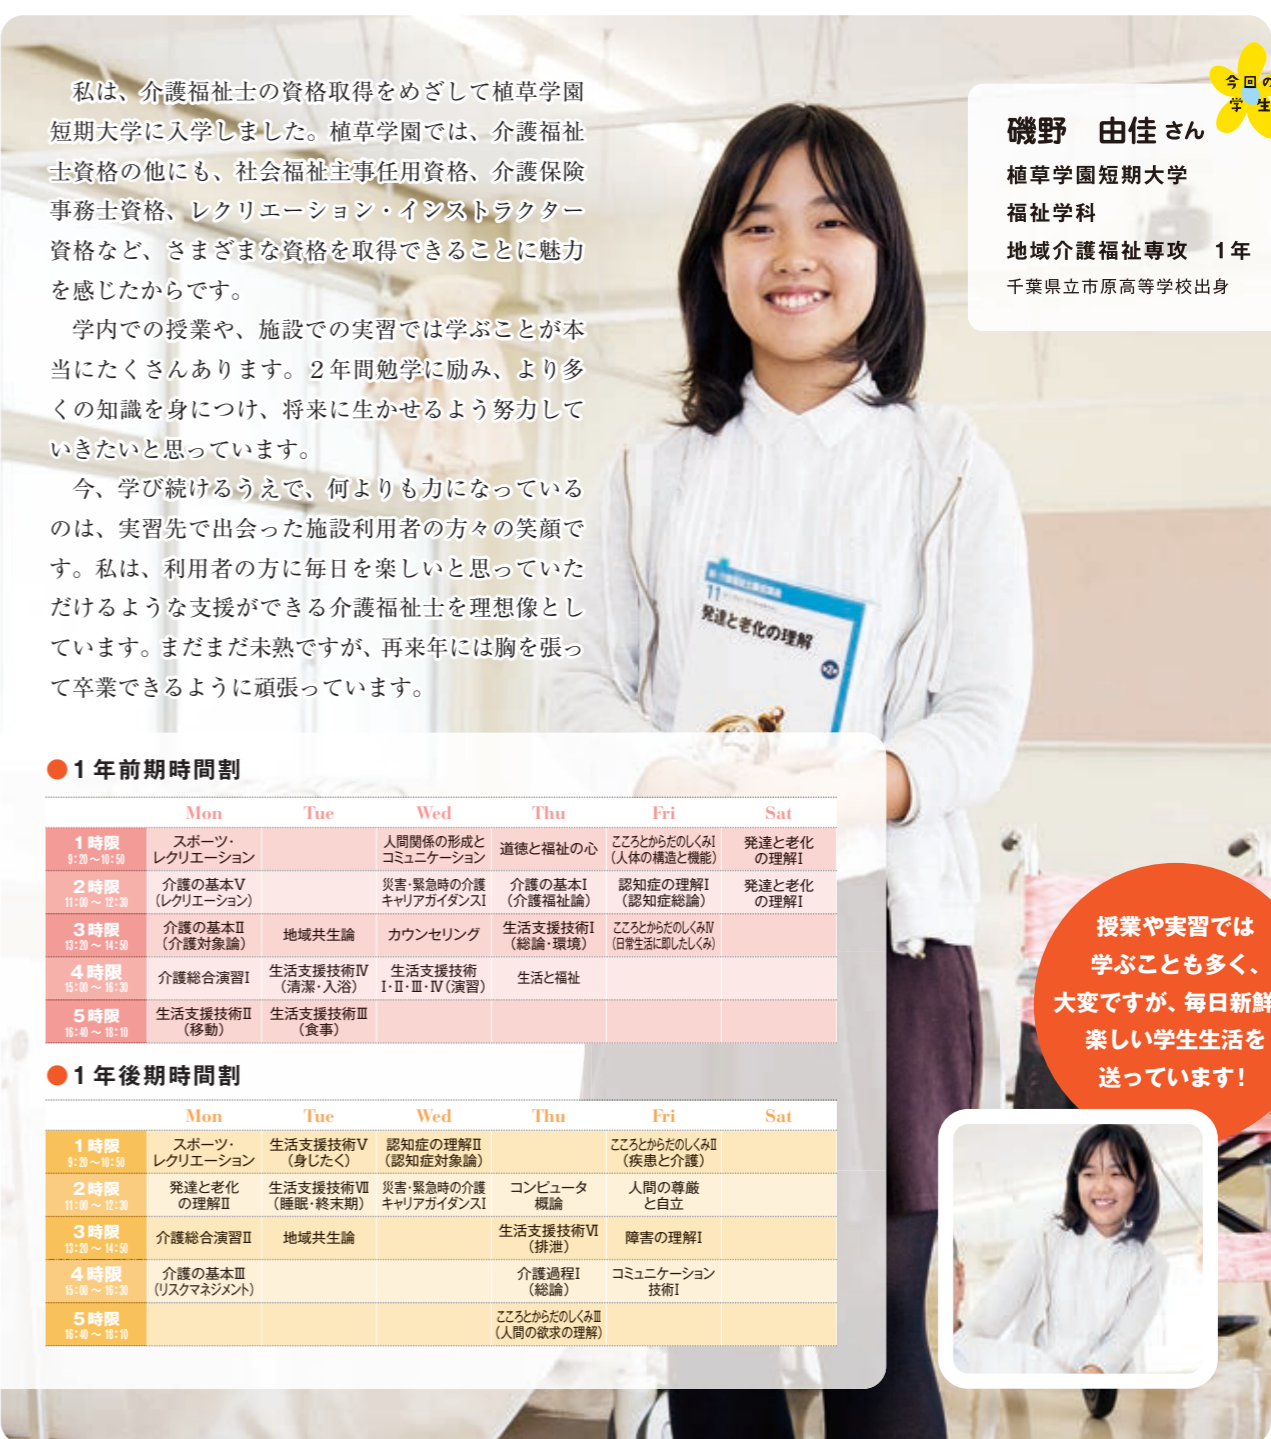 私は、介護福祉士の資格取得をめざして植草学園
短期大学に入学しました。植草学園では、介護福祉
士資格の他にも、社会福祉主事任用資格、介護保険
事務士資格、レクリエーション・インストラクター
資格など、さまざまな資格を取得できることに魅力
を感じたからです。
学内での授業や、施設での実習では学ぶことが本
当にたくさんあります。２年間勉学に励み、より多
くの知識を身につけ、将来に生かせるよう努力して
いきたいと思っています。
今、学び続けるうえで、何よりも力になっている
のは、実習先で出会った施設利用者の方々の笑顔で
す。私は、利用者の方に毎日を楽しいと思っていた
だけるような支援ができる介護福祉士を理想像とし
ています。まだまだ未熟ですが、再来年には胸を張っ
て卒業できるように頑張っています。
今回の
学生
磯野 由佳さん
植草学園短期大学
福祉学科
地域介護福祉専攻 1年
千葉県立市原高等学校出身
11
発達と老化の理解
●1年前期時間割
Mon Tue Wed Thu Fri Sat
1時限 スポーツ・ 人間関係の形成と 道徳と福祉の心 こころとからだのしくみⅠ 発達と老化
9:20～10:50 レクリエーション コミュニケーション (人体の構造と機能) の理解Ⅰ
2時限 介護の基本Ⅴ 災害・緊急時の介護 介護の基本Ⅰ 認知症の理解Ⅰ 発達と老化
11:00～12:30 (レクリエーション) キャリアガイダンスⅠ (介護福祉論) (認知症総論) の理解Ⅰ
3時限 介護の基本Ⅱ 地域共生論 カウンセリング 生活支援技術Ⅰ こころとからだのしくみⅣ
13:20～14:50 (介護対象論) (総論・環境) (日常生活に即したしくみ)
4時限 介護総合演習Ⅰ 生活支援技術Ⅳ 生活支援技術 生活と福祉
15:00～16:30 (清潔・入浴) Ⅰ・Ⅱ・Ⅲ・Ⅳ(演習)
5時限 生活支援技術Ⅱ 生活支援技術Ⅲ
16:40～18:10 (移動) (食事)
●1年後期時間割
Mon Tue Wed Thu Fri Sat
1時限 スポーツ・ 生活支援技術Ⅴ 認知症の理解Ⅱ こころとからだのしくみⅡ
9:20～10:50 レクリエーション (身じたく) (認知症対象論) (疾患と介護)
2時限 発達と老化 生活支援技術Ⅶ 災害・緊急時の介護 コンピュータ 人間の尊厳
11:00～12:30 の理解Ⅱ (睡眠・終末期) キャリアガイダンスⅠ 概論 と自立
3時限 介護総合演習Ⅱ 地域共生論 生活支援技術Ⅵ 障害の理解Ⅰ
13:20～14:50 (排泄)
4時限 介護の基本Ⅲ 介護過程Ⅰ コミュニケーション
15:00～16:30 (リスクマネジメント) (総論) 技術Ⅰ
5時限 こころとからだのしくみⅢ
16:40～18:10 (人間の欲求の理解)
授業や実習では
学ぶことも多く、
大変ですが、毎日新鮮
楽しい学生生活を
送っています！